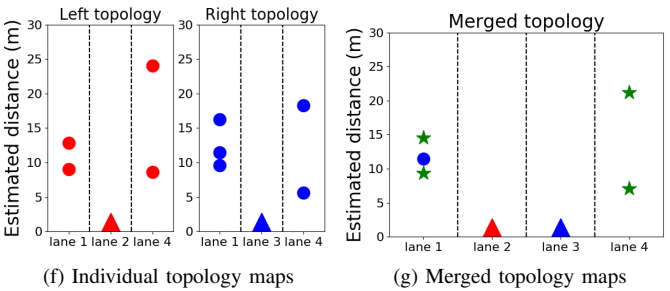 Left topology
Right topology
Merged topology
Estimated distance (m)
30
25
20
15
10
5
0
lane 1 lane 2 lane 4
30
25
20
15
10
5
0
lane 1 lane 3 lane 4
Estimated distance (m)
30
25
20
15
10
5
0
lane 1 lane 2 lane 3 lane 4
(f) Individual topology maps
(g) Merged topology maps